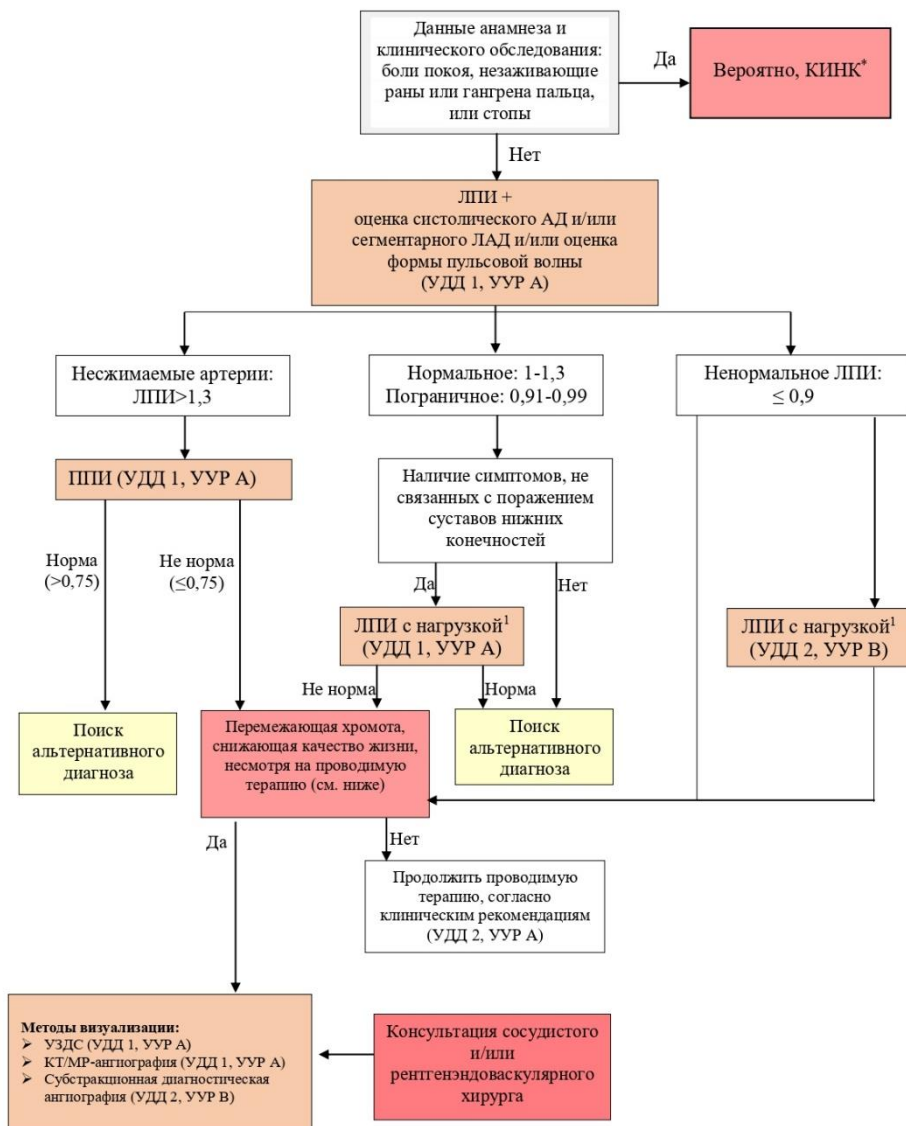 Данные анамнеза и
клинического обследования:
боли покоя, незаживающие
раны или гангрена пальца,
или стопы
Да
Вероятно, КИНК*
Нет
ЛПИ +
оценка систолического АД и/или
сегментарного ЛАД и/или оценка
формы пульсовой волны
(УДД 1, УУР А)
Несжимаемые артерии:
ЛПИ>1,3
Нормальное: 1-1,3
Пограничное: 0,91-0,99
Ненормальное ЛПИ:
≤ 0,9
ППИ (УДД 1, УУР А)
Наличие симптомов, не
связанных с поражением
суставов нижних
конечностей
Норма
(>0,75)
Не норма
(≤0,75)
Да
Нет
ЛПИ с нагрузкой¹
(УДД 1, УУР А)
ЛПИ с нагрузкой¹
(УДД 2, УУР В)
Не норма
Норма
Поиск
альтернативного
диагноза
Перемежающая хромота,
снижающая качество жизни,
несмотря на проводимую
терапию (см. ниже)
Поиск
альтернативного
диагноза
Да
Нет
Продолжить проводимую
терапию, согласно
клиническим рекомендациям
(УДД 2, УУР А)
Методы визуализации:
➢ УЗДС (УДД 1, УУР А)
➢ КТ/МР-ангиография (УДД 1, УУР А)
➢ Субстракционная диагностическая
ангиография (УДД 2, УУР В)
Консультация сосудистого
и/или
рентгенэндоваскулярного
хирурга